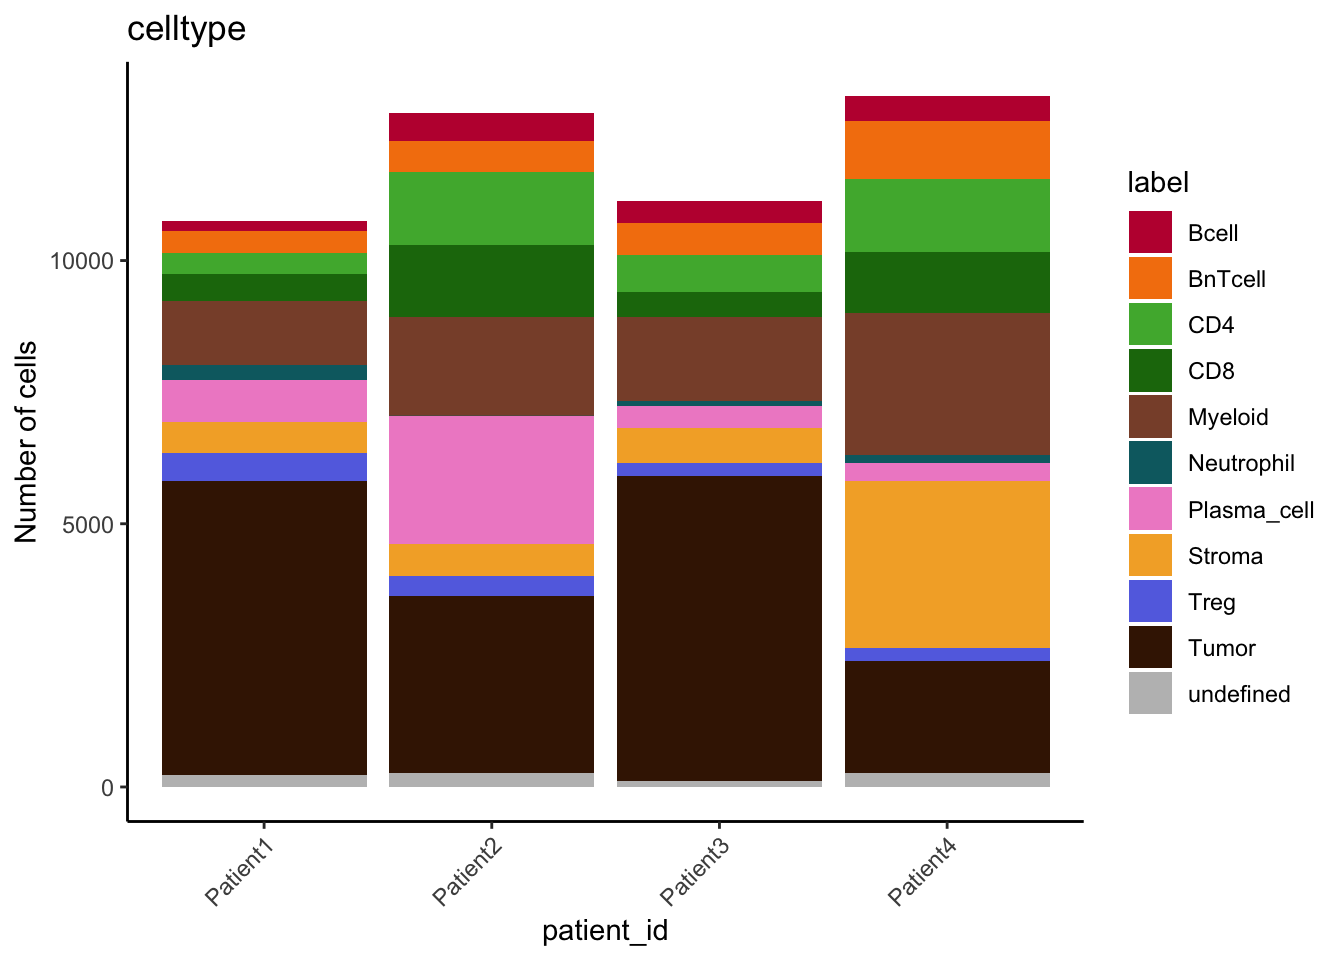 celltype
Number of cells
10000
5000
0
Patient1
Patient2
Patient3
Patient4
patient_id
label
Bcell
BnTcell
CD4
CD8
Myeloid
Neutrophil
Plasma_cell
Stroma
Treg
Tumor
undefined